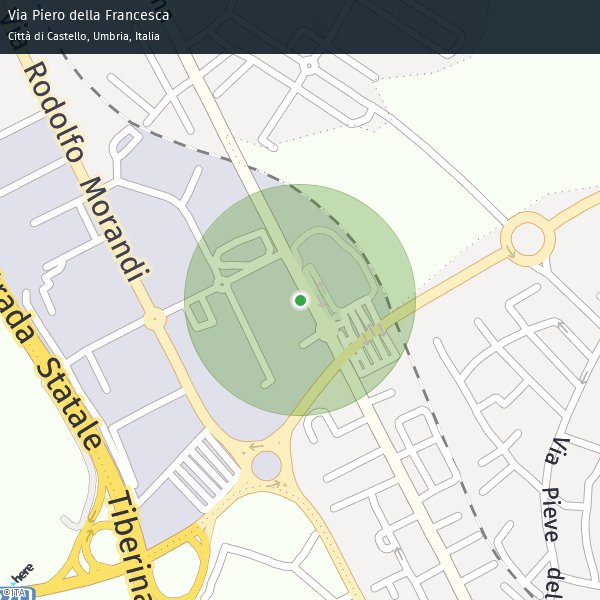 Via Piero della Francesca
Città di Castello, Umbria, Italia
Via Rodolfo Morandi
Strada Statale Tiberina
Via Pieve del
here